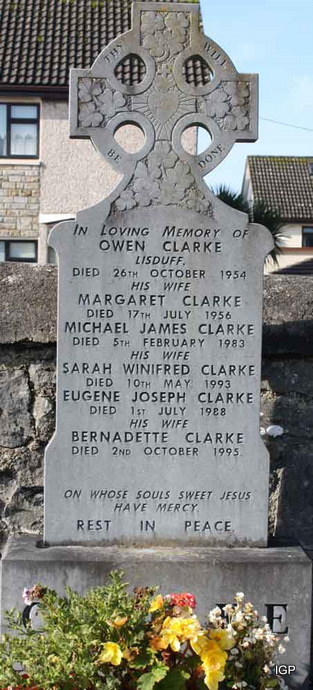 THY WILL
BE DONE
IN LOVING MEMORY OF
OWEN CLARKE
LISDUFF.
DIED 26TH OCTOBER 1954
HIS WIFE
MARGARET CLARKE
DIED 17TH JULY 1956
MICHAEL JAMES CLARKE
DIED 5TH FEBRUARY 1983
HIS WIFE
SARAH WINIFRED CLARKE
DIED 10TH MAY 1993
EUGENE JOSEPH CLARKE
DIED 1ST JULY 1988
HIS WIFE
BERNADETTE CLARKE
DIED 2ND OCTOBER 1995.
ON WHOSE SOULS SWEET JESUS
HAVE MERCY.
REST IN PEACE.
IGP